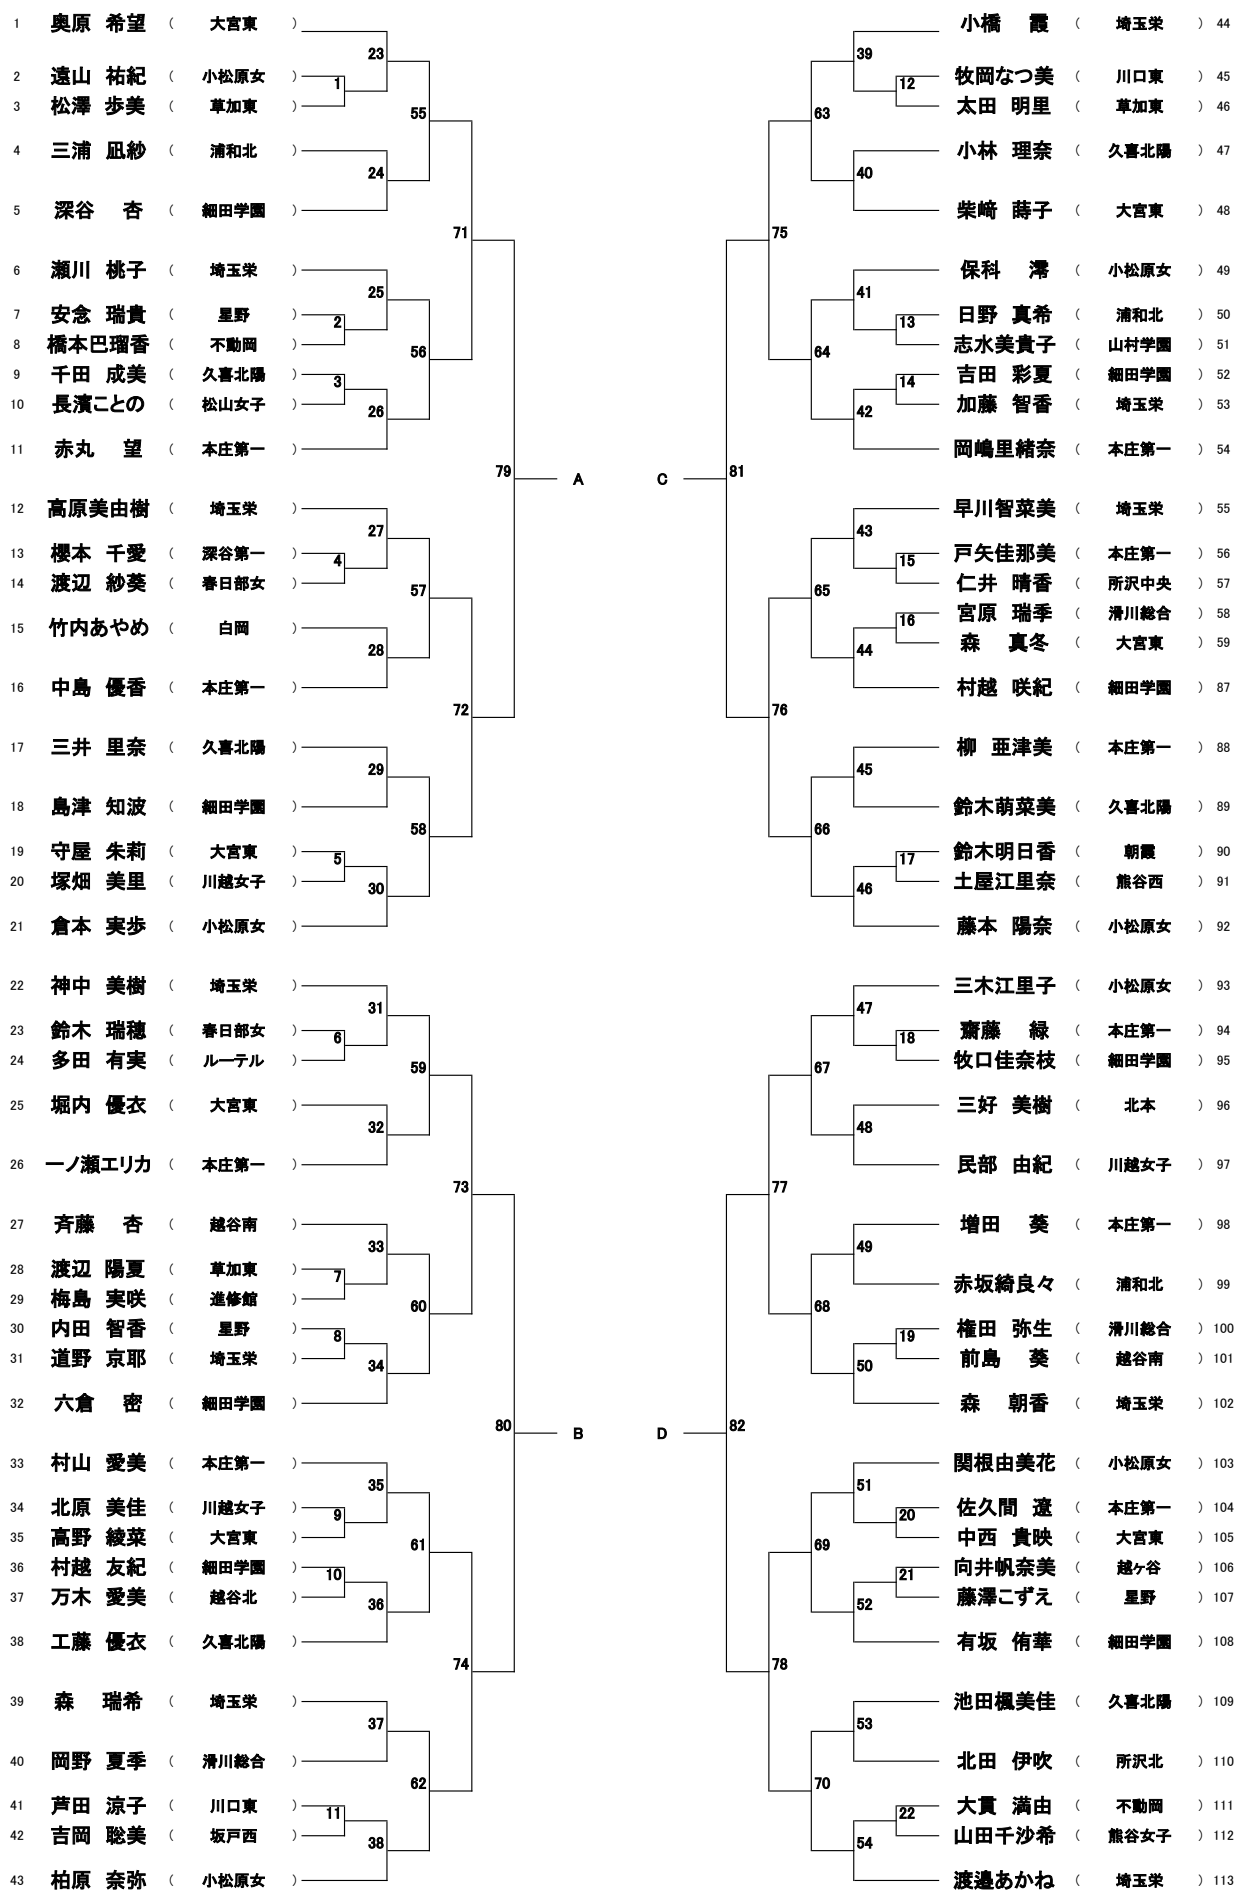 1 奥原 希望 （ 大宮東 ）
23
2 遠山 祐紀 （ 小松原女 ）
1
3 松澤 歩美 （ 草加東 ）
55
4 三浦 凪紗 （ 浦和北 ）
24
5 深谷 杏 （ 細田学園 ）
71
6 瀬川 桃子 （ 埼玉栄 ）
25
7 安念 瑞貴 （ 星野 ）
2
8 橋本巴瑠香 （ 不動岡 ）
56
9 千田 成美 （ 久喜北陽 ）
3
10 長濱ことの （ 松山女子 ）
26
11 赤丸 望 （ 本庄第一 ）
79 A
12 高原美由樹 （ 埼玉栄 ）
27
13 櫻本 千愛 （ 深谷第一 ）
4
14 渡辺 紗葵 （ 春日部女 ）
57
15 竹内あやめ （ 白岡 ）
28
16 中島 優香 （ 本庄第一 ）
72
17 三井 里奈 （ 久喜北陽 ）
29
18 島津 知波 （ 細田学園 ）
58
19 守屋 朱莉 （ 大宮東 ）
5
20 塚畑 美里 （ 川越女子 ）
30
21 倉本 実歩 （ 小松原女 ）
22 神中 美樹 （ 埼玉栄 ）
31
23 鈴木 瑞穂 （ 春日部女 ）
6
24 多田 有実 （ ルーテル ）
59
25 堀内 優衣 （ 大宮東 ）
32
26 一ノ瀬エリカ （ 本庄第一 ）
73
27 斉藤 杏 （ 越谷南 ）
33
28 渡辺 陽夏 （ 草加東 ）
7
29 梅島 実咲 （ 進修館 ）
60
30 内田 智香 （ 星野 ）
8
31 道野 京耶 （ 埼玉栄 ）
34
32 六倉 密 （ 細田学園 ）
80 B
33 村山 愛美 （ 本庄第一 ）
35
34 北原 美佳 （ 川越女子 ）
9
35 高野 綾菜 （ 大宮東 ）
61
36 村越 友紀 （ 細田学園 ）
10
37 万木 愛美 （ 越谷北 ）
36
38 工藤 優衣 （ 久喜北陽 ）
74
39 森 瑞希 （ 埼玉栄 ）
37
40 岡野 夏季 （ 滑川総合 ）
62
41 芦田 涼子 （ 川口東 ）
11
42 吉岡 聡美 （ 坂戸西 ）
38
43 柏原 奈弥 （ 小松原女 ）
小橋 霞 （ 埼玉栄 ） 44
39
牧岡なつ美 （ 川口東 ） 45
12
太田 明里 （ 草加東 ） 46
63
小林 理奈 （ 久喜北陽 ） 47
40
柴﨑 蒔子 （ 大宮東 ） 48
75
保科 澪 （ 小松原女 ） 49
41
日野 真希 （ 浦和北 ） 50
13
志水美貴子 （ 山村学園 ） 51
64
吉田 彩夏 （ 細田学園 ） 52
14
加藤 智香 （ 埼玉栄 ） 53
42
岡嶋里緒奈 （ 本庄第一 ） 54
C 81
早川智菜美 （ 埼玉栄 ） 55
43
戸矢佳那美 （ 本庄第一 ） 56
15
仁井 晴香 （ 所沢中央 ） 57
65
宮原 瑞季 （ 滑川総合 ） 58
16
森 真冬 （ 大宮東 ） 59
44
村越 咲紀 （ 細田学園 ） 87
76
柳 亜津美 （ 本庄第一 ） 88
45
鈴木萌菜美 （ 久喜北陽 ） 89
66
鈴木明日香 （ 朝霞 ） 90
17
土屋江里奈 （ 熊谷西 ） 91
46
藤本 陽奈 （ 小松原女 ） 92
三木江里子 （ 小松原女 ） 93
47
齋藤 緑 （ 本庄第一 ） 94
18
牧口佳奈枝 （ 細田学園 ） 95
67
三好 美樹 （ 北本 ） 96
48
民部 由紀 （ 川越女子 ） 97
77
増田 葵 （ 本庄第一 ） 98
49
赤坂綺良々 （ 浦和北 ） 99
68
権田 弥生 （ 滑川総合 ） 100
19
前島 葵 （ 越谷南 ） 101
50
森 朝香 （ 埼玉栄 ） 102
D 82
関根由美花 （ 小松原女 ） 103
51
佐久間 遼 （ 本庄第一 ） 104
20
中西 貴映 （ 大宮東 ） 105
69
向井帆奈美 （ 越ヶ谷 ） 106
21
藤澤こずえ （ 星野 ） 107
52
有坂 侑華 （ 細田学園 ） 108
78
池田楓美佳 （ 久喜北陽 ） 109
53
北田 伊吹 （ 所沢北 ） 110
70
大貫 満由 （ 不動岡 ） 111
22
山田千沙希 （ 熊谷女子 ） 112
54
渡邉あかね （ 埼玉栄 ） 113